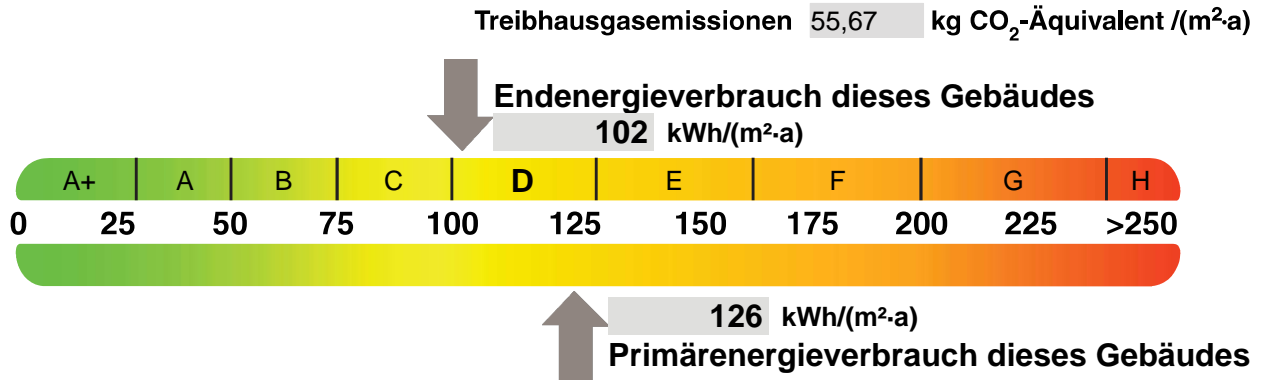 Treibhausgasemissionen 55,67 kg CO₂-Äquivalent /(m²·a)
Endenergieverbrauch dieses Gebäudes
102 kWh/(m²·a)
A+ A B C D E F G H
0 25 50 75 100 125 150 175 200 225 >250
126 kWh/(m²·a)
Primärenergieverbrauch dieses Gebäudes